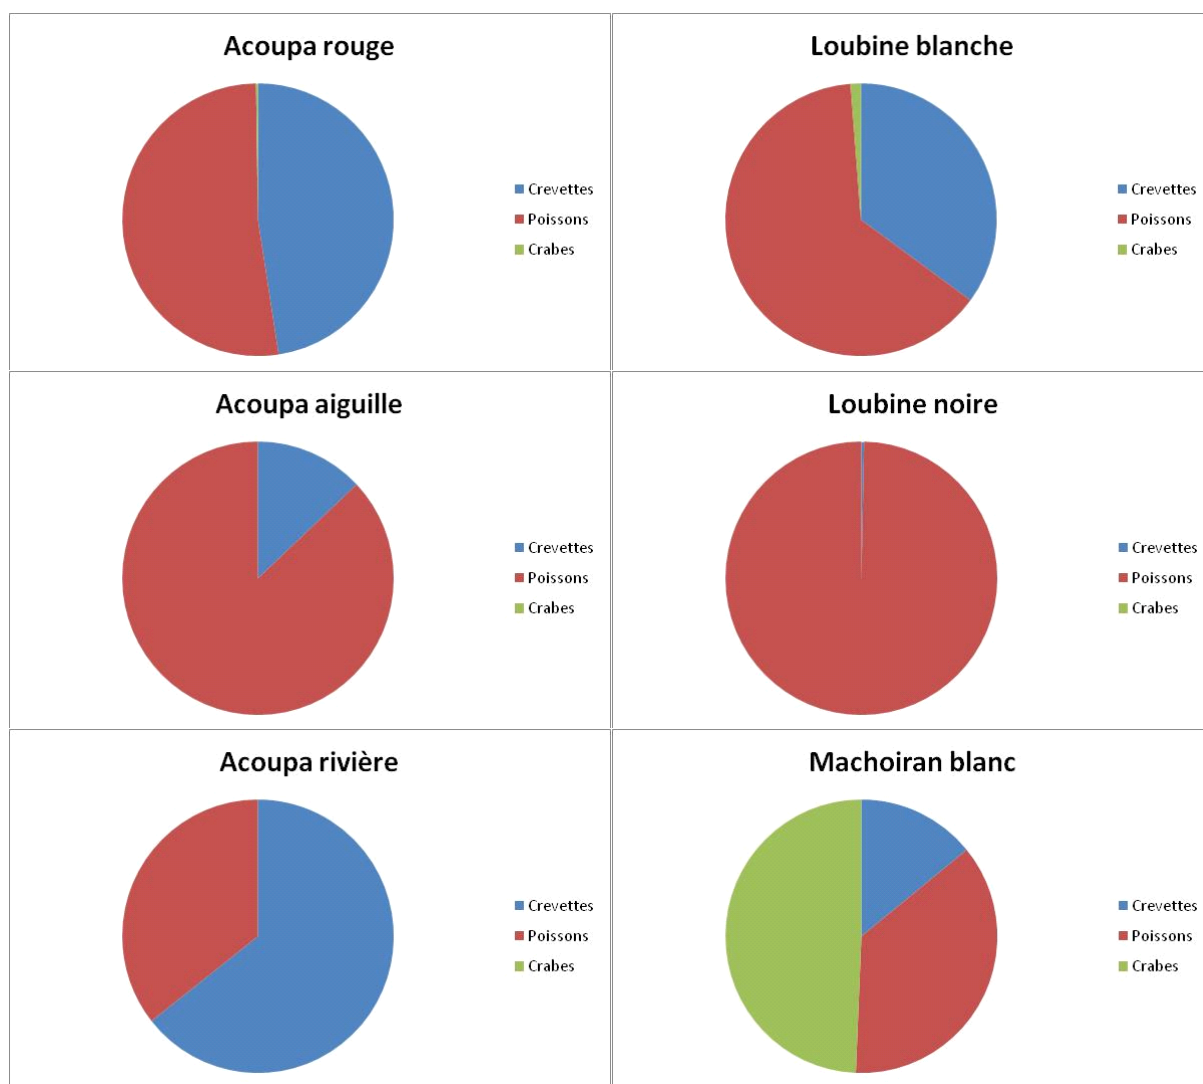 Acoupa rouge
Crevettes
Poissons
Crabes
Loubine blanche
Crevettes
Poissons
Crabes
Acoupa aiguille
Crevettes
Poissons
Crabes
Loubine noire
Crevettes
Poissons
Crabes
Acoupa rivière
Crevettes
Poissons
Crabes
Machoiran blanc
Crevettes
Poissons
Crabes